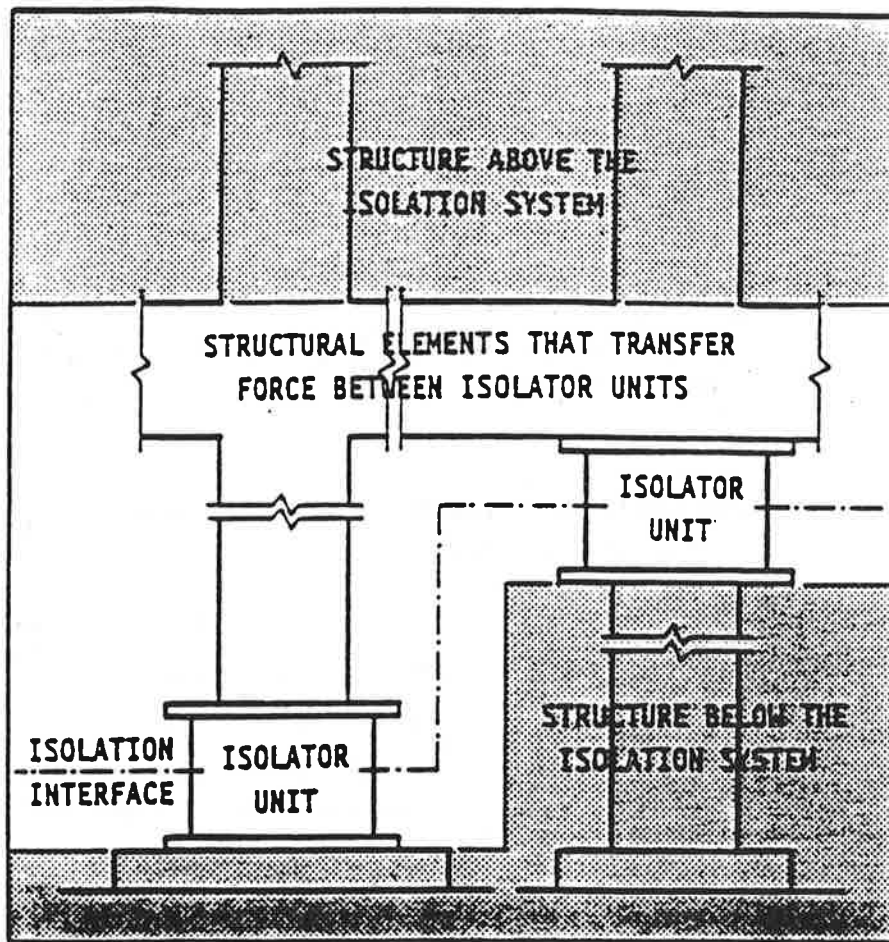 STRUCTURE ABOVE THE
ISOLATION SYSTEM
STRUCTURAL ELEMENTS THAT TRANSFER
FORCE BETWEEN ISOLATOR UNITS
ISOLATOR
UNIT
STRUCTURE BELOW THE
ISOLATION SYSTEM
ISOLATION
INTERFACE
ISOLATOR
UNIT